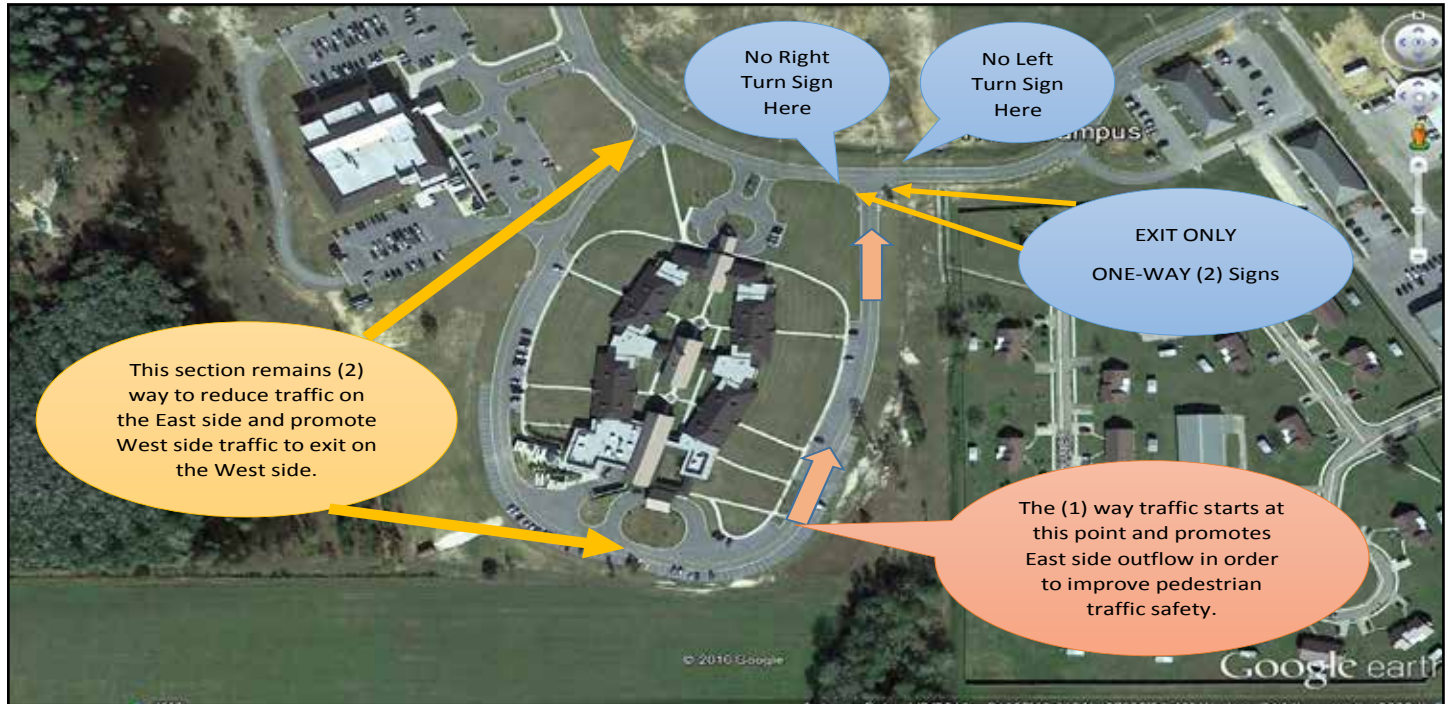 No Right
Turn Sign
Here
No Left
Turn Sign
Here
EXIT ONLY
ONE-WAY (2) Signs
This section remains (2)
way to reduce traffic on
the East side and promote
West side traffic to exit on
the West side.
The (1) way traffic starts at
this point and promotes
East side outflow in order
to improve pedestrian
traffic safety.
© 2016 Google
Google earth